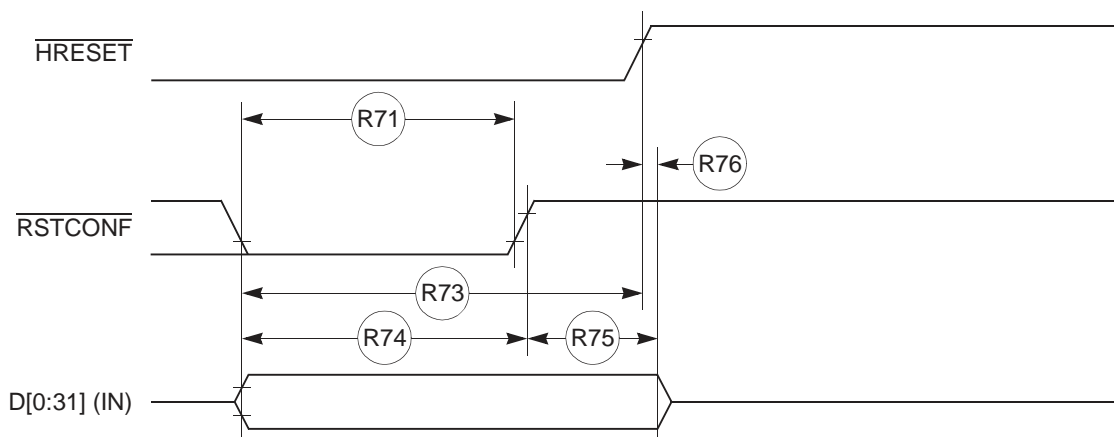 HRESET
R71
R76
RSTCONF
R73
R74
R75
D[0:31] (IN)